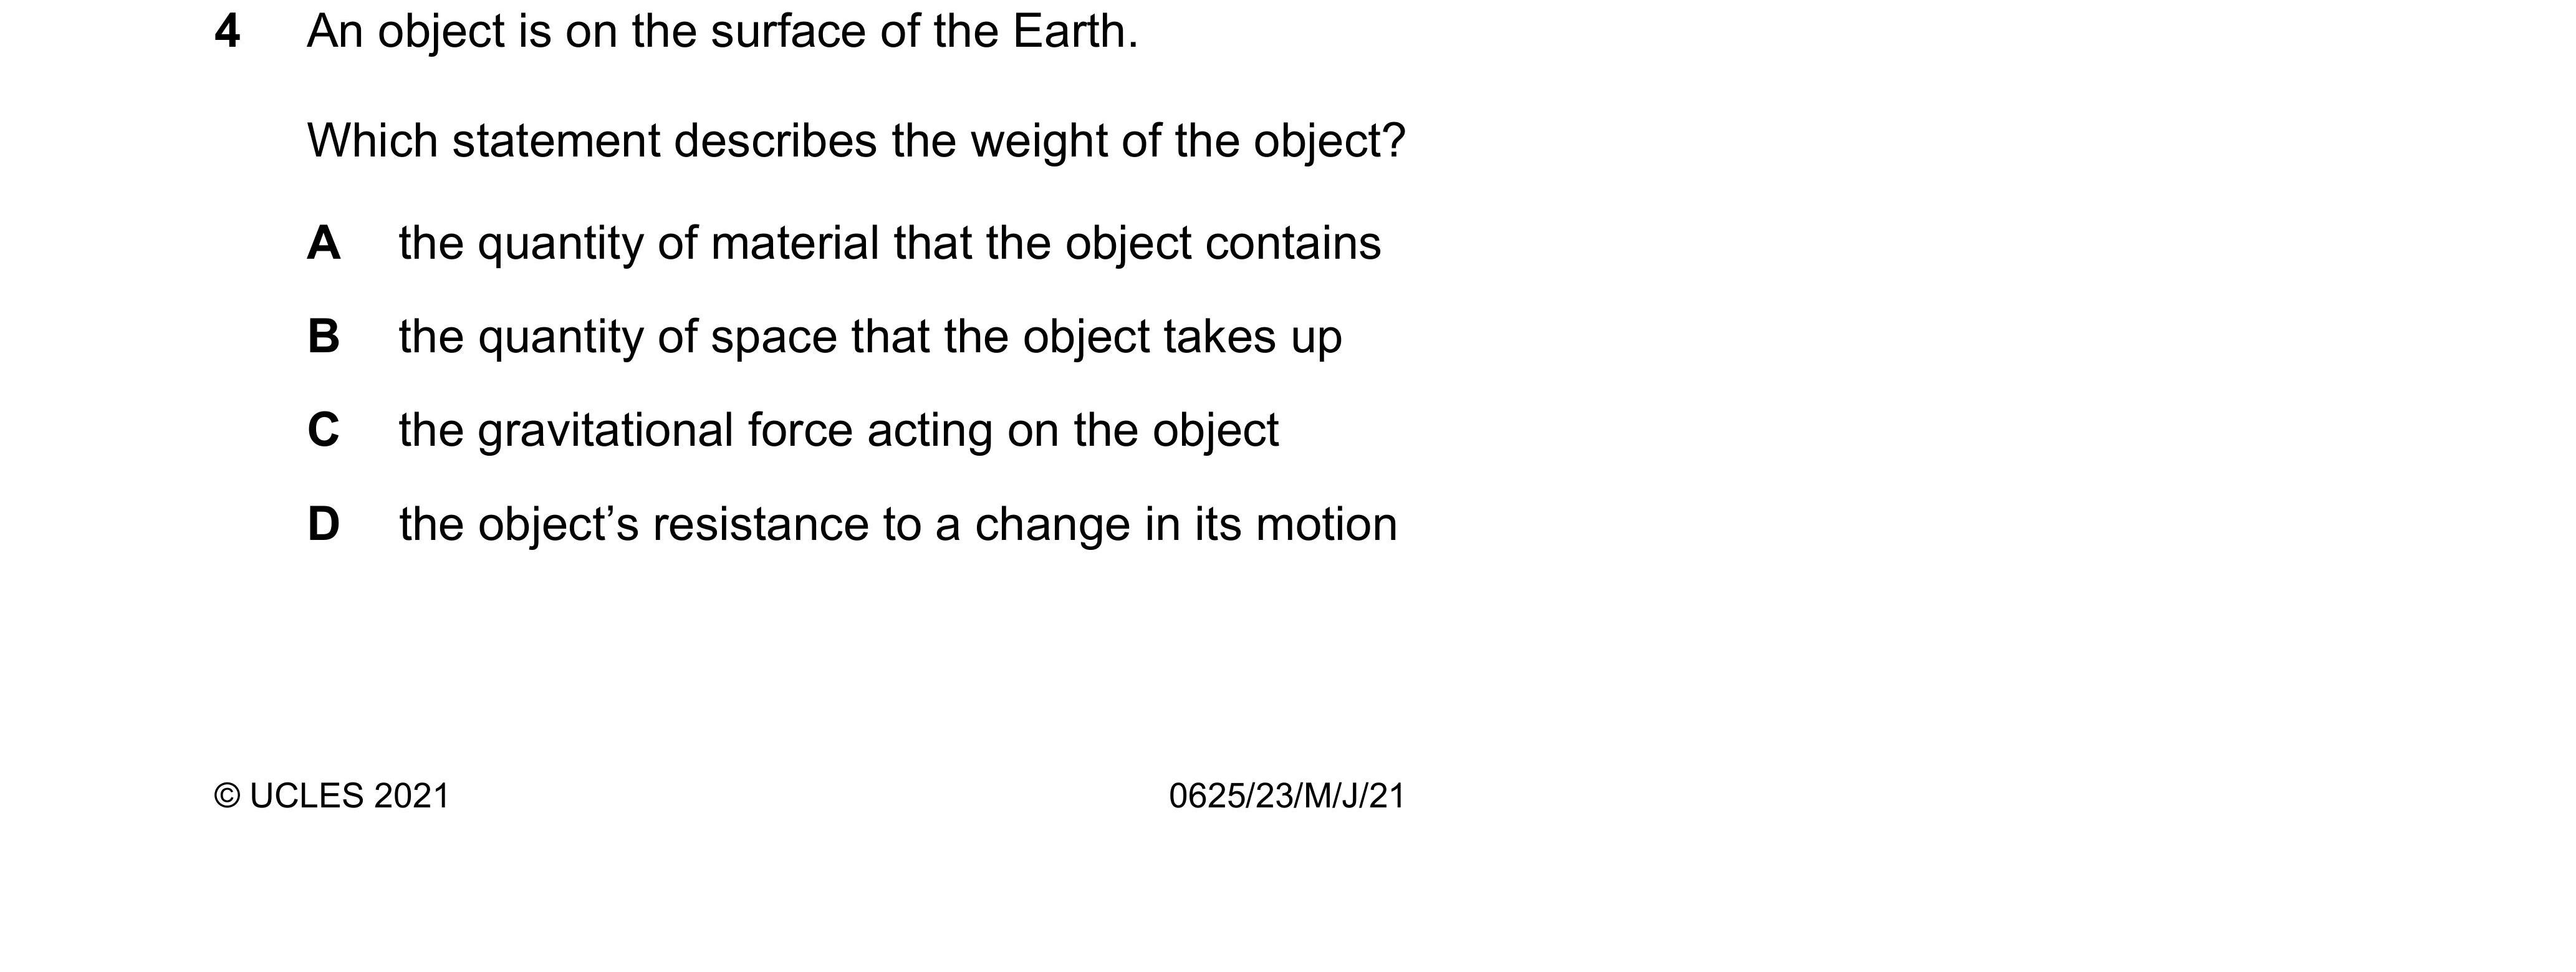 4 An object is on the surface of the Earth.
Which statement describes the weight of the object?
A the quantity of material that the object contains
B the quantity of space that the object takes up
C the gravitational force acting on the object
D the object’s resistance to a change in its motion
© UCLES 2021 0625/23/M/J/21